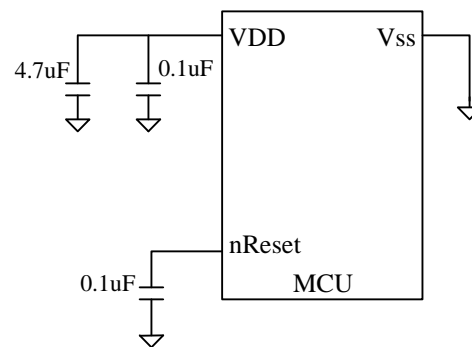 VDD
Vss
4.7uF
0.1uF
nReset
0.1uF
MCU